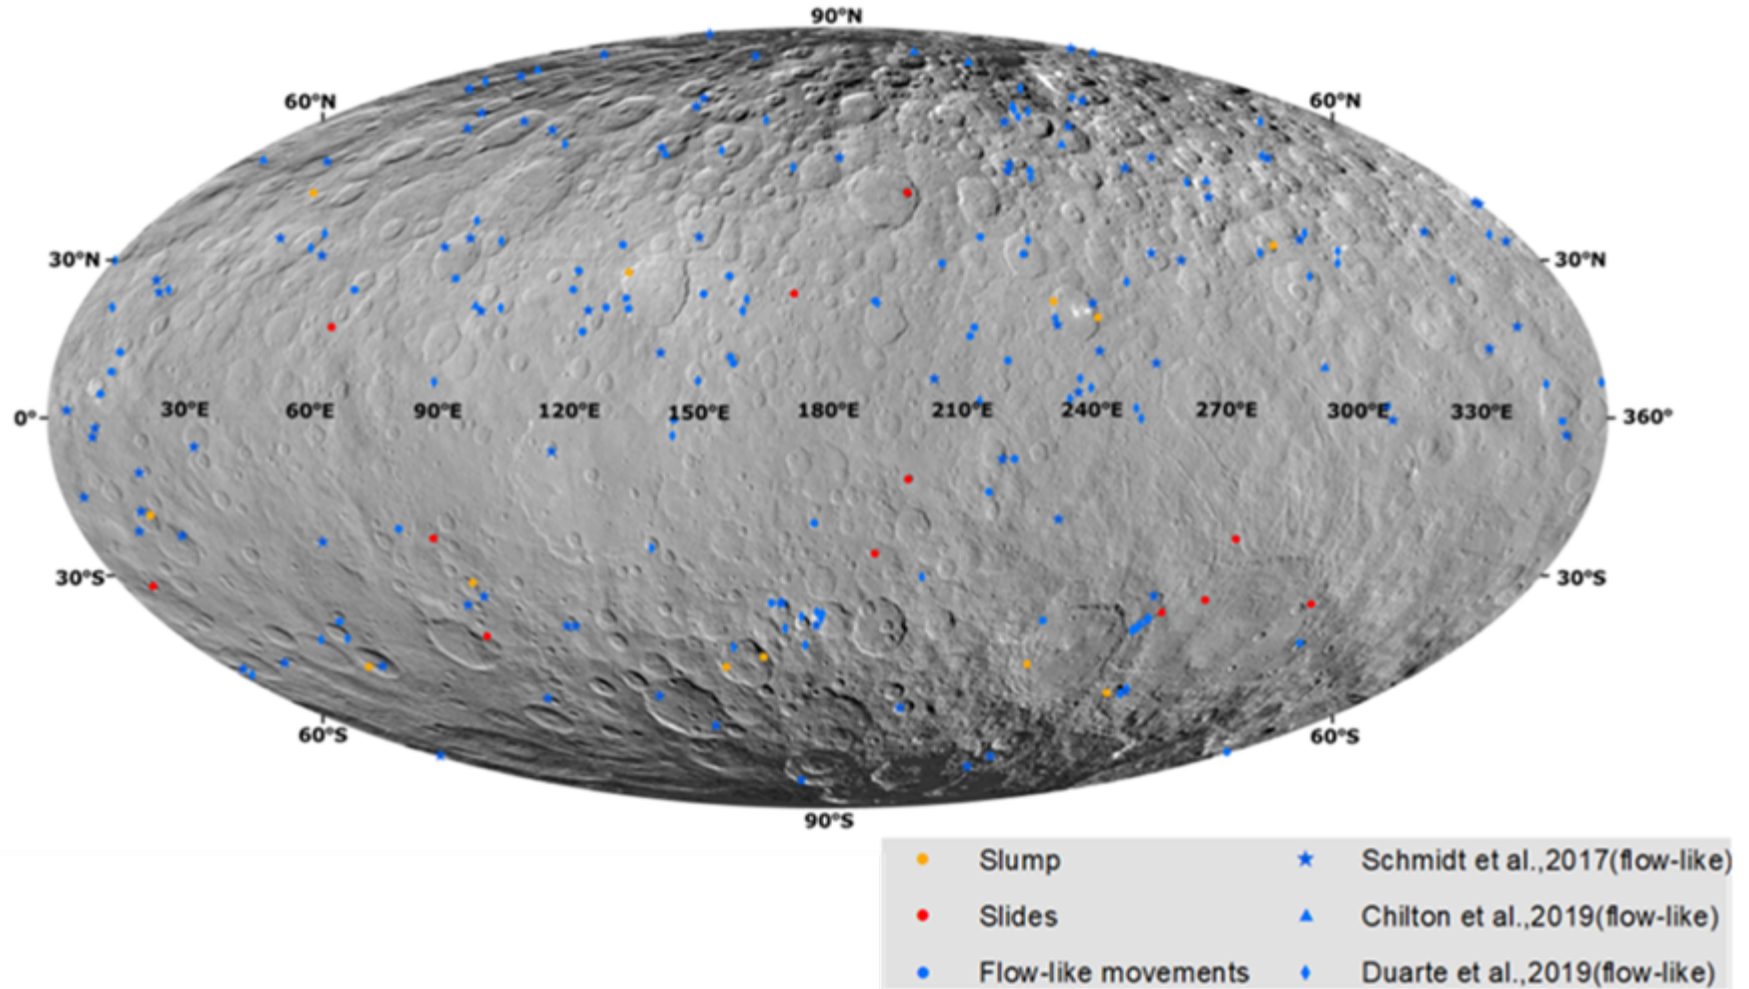 90°N
60°N 60°N
30°N 30°N
0° 30°E 60°E 90°E 120°E 150°E 180°E 210°E 240°E 270°E 300°E 330°E 360°
30°S 30°S
60°S 60°S
90°S
Slump Schmidt et al.,2017(flow-like)
Slides Chilton et al.,2019(flow-like)
Flow-like movements Duarte et al.,2019(flow-like)